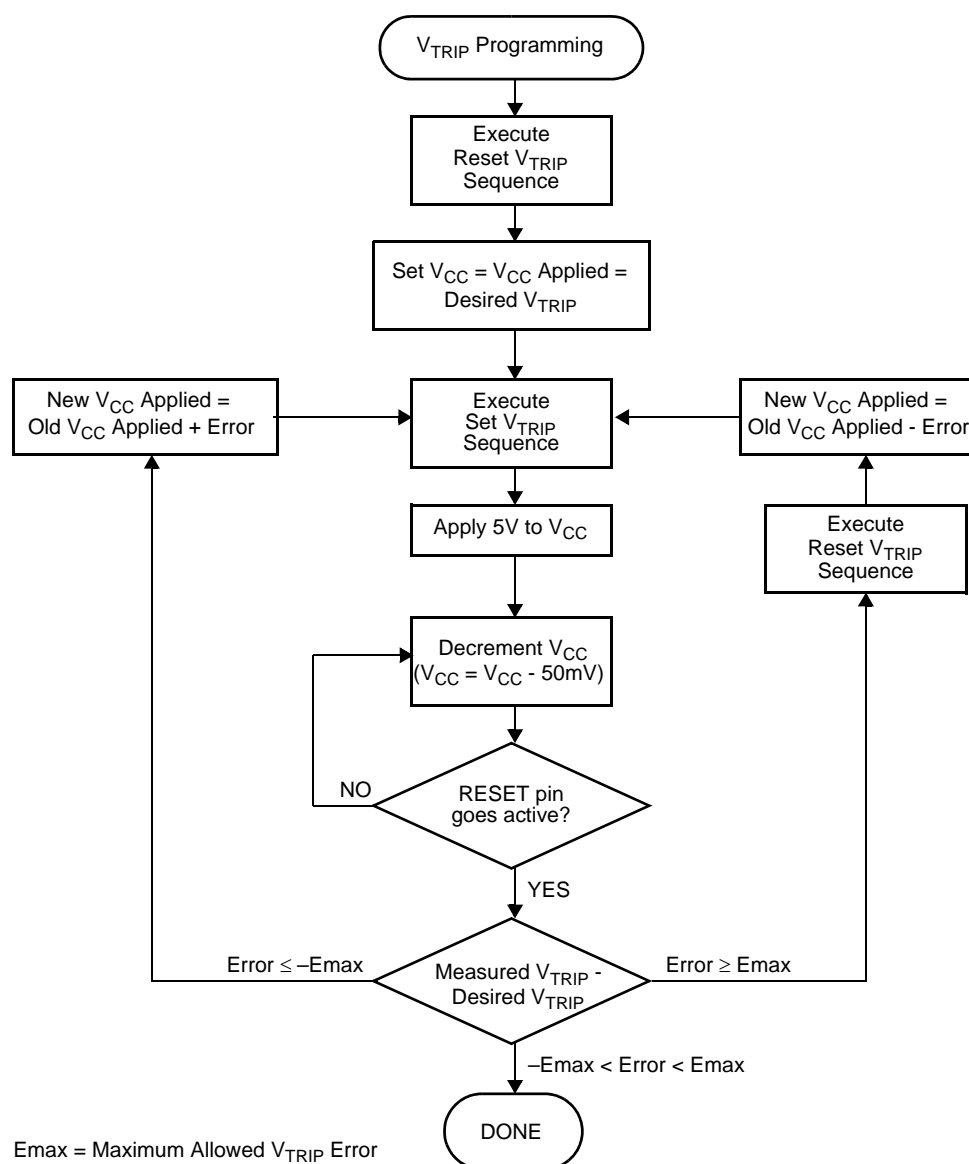 V_TRIP Programming
Execute
Reset V_TRIP
Sequence
Set V_CC = V_CC Applied =
Desired V_TRIP
New V_CC Applied =
Old V_CC Applied + Error
Execute
Set V_TRIP
Sequence
New V_CC Applied =
Old V_CC Applied - Error
Apply 5V to V_CC
Execute
Reset V_TRIP
Sequence
Decrement V_CC
(V_CC = V_CC - 50mV)
NO
RESET pin
goes active?
YES
Error ≤ –Emax
Measured V_TRIP -
Desired V_TRIP
Error ≥ Emax
–Emax < Error < Emax
DONE
Emax = Maximum Allowed V_TRIP Error